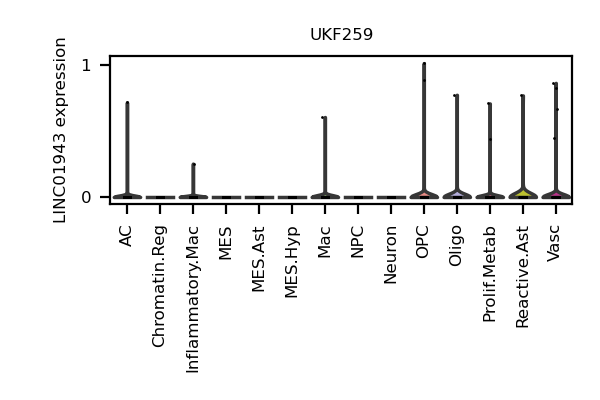 UKF259
LINC01943 expression
1
0
AC
Chromatin.Reg
Inflammatory.Mac
MES
MES.Ast
MES.Hyp
Mac
NPC
Neuron
OPC
Oligo
Prolif.Metab
Reactive.Ast
Vasc